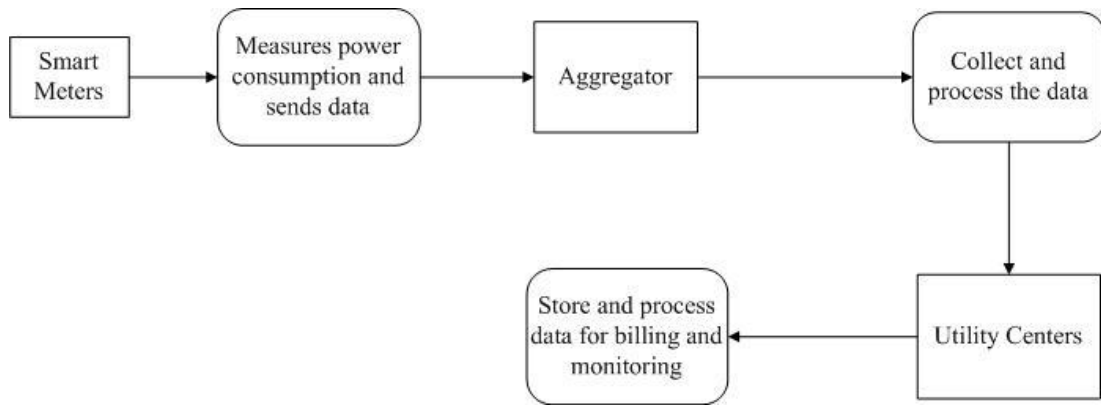 Smart
Meters
Measures power
consumption and
sends data
Aggregator
Collect and
process the data
Utility Centers
Store and process
data for billing and
monitoring